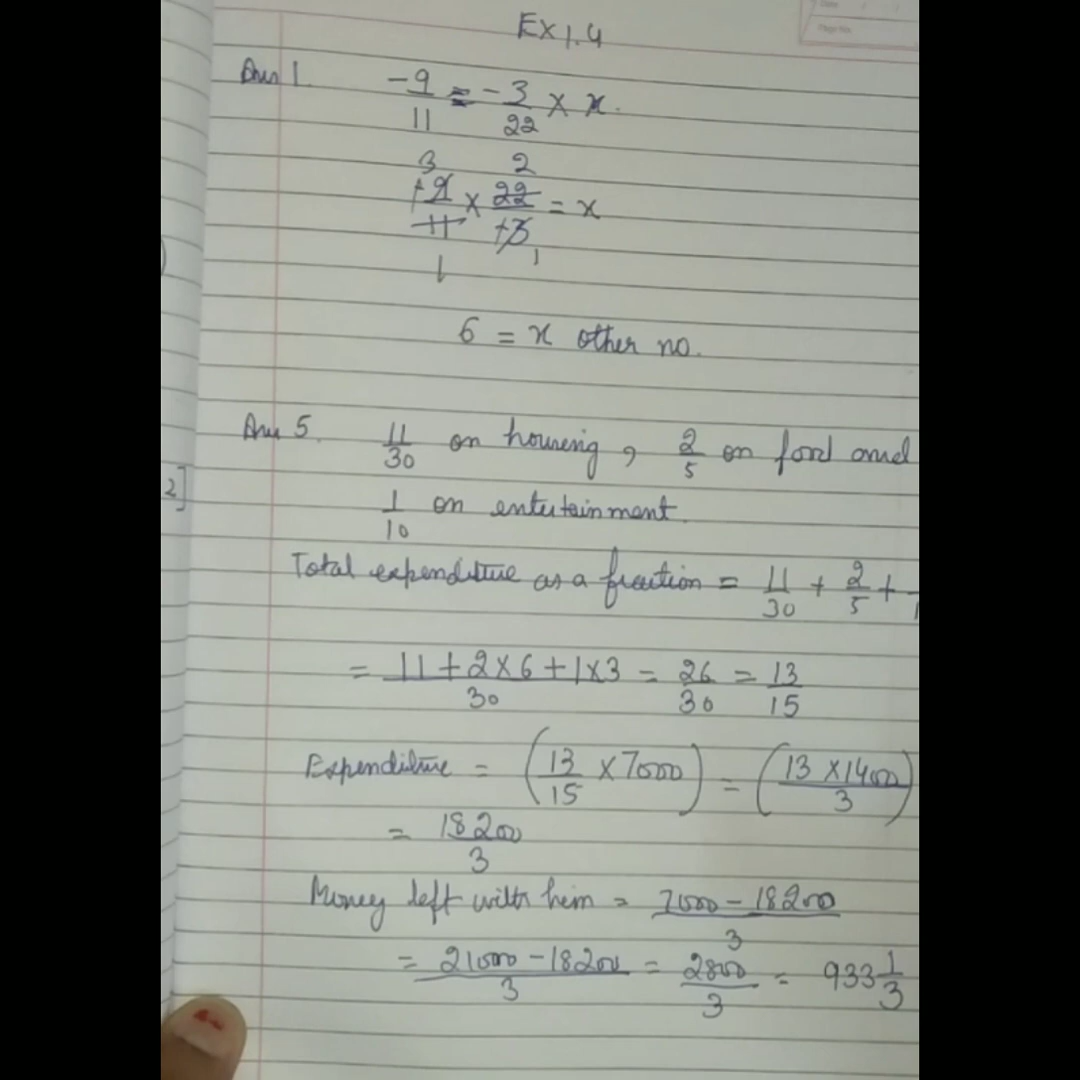 Ex 1.4
Ans 1. -9/11 = -3/22 × x.
3 2
+9/11 × 22/+3 = x
1 1
6 = x other no.
Ans 5. 11/30 on housing, 2/5 on food and
2]
1/10 on entertainment.
Total expenditure as a fraction = 11/30 + 2/5 + 1/1
= 11+2×6+1×3/30 = 26/30 = 13/15
Expenditure = (13/15 × 7000) = (13×1400/3)
= 18200/3
Money left with him = 7000 - 18200/3
= 21000 - 18200/3 = 2800/3 = 933 1/3